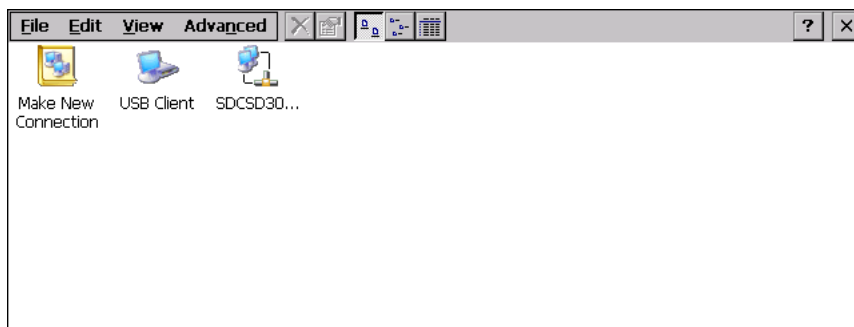 File Edit View Advanced ?
Make New
Connection
USB Client
SDCSD30...